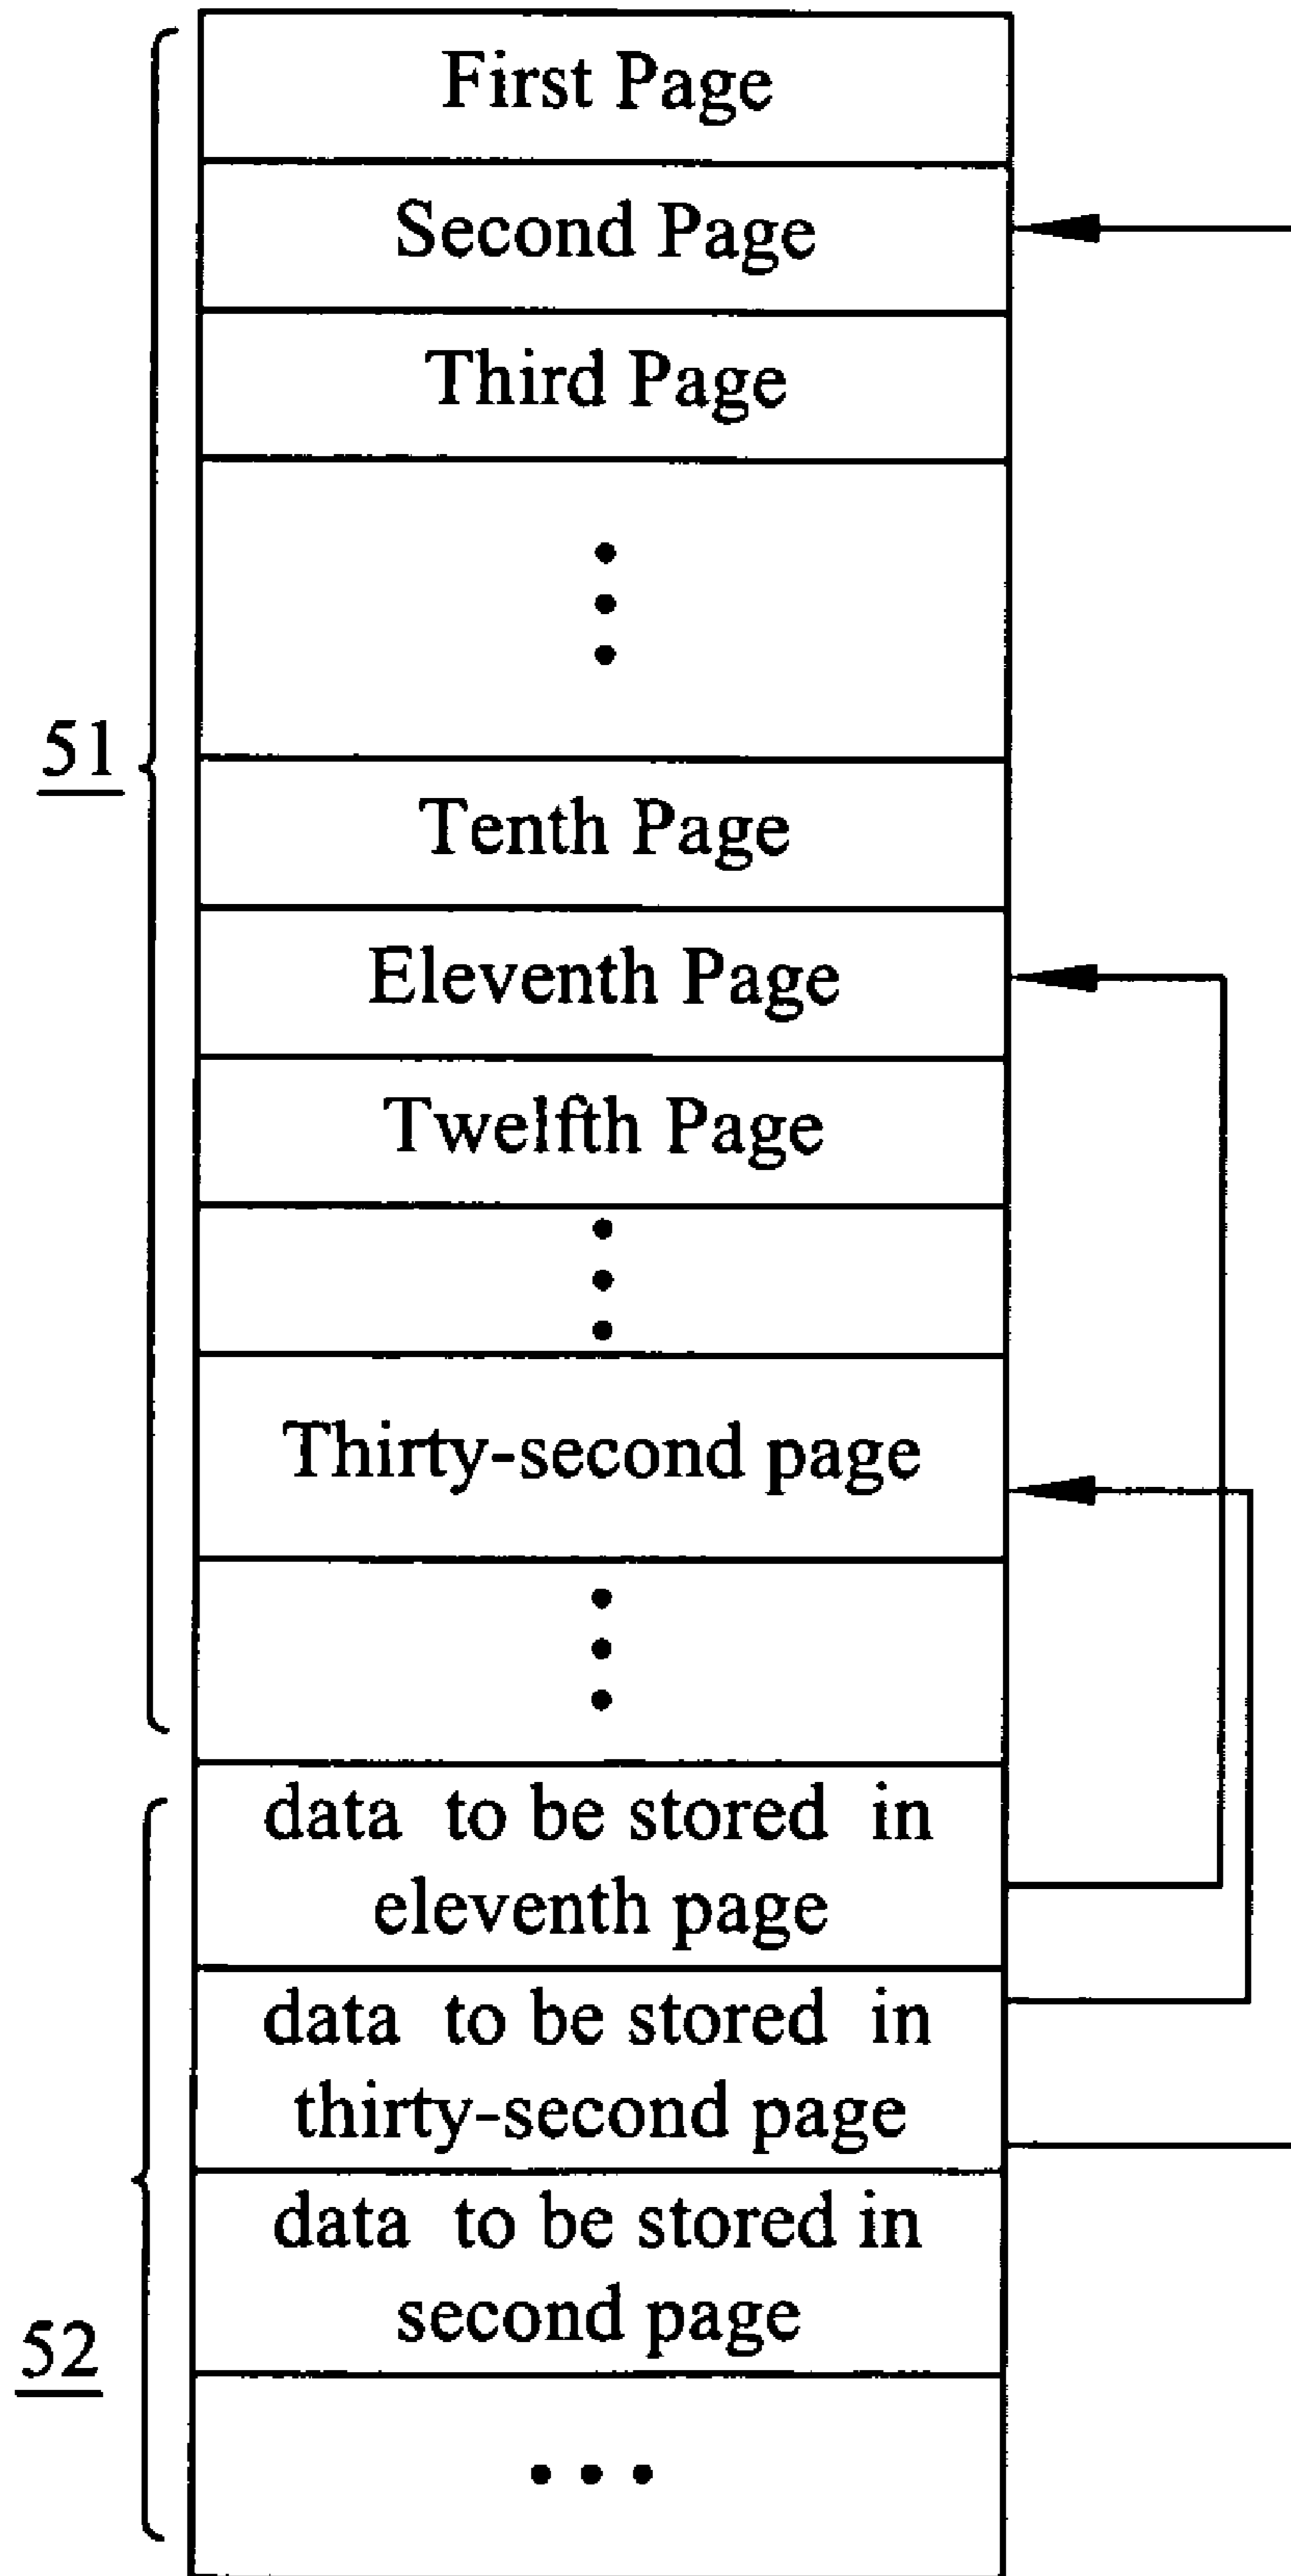 First Page
Second Page
Third Page
51
Tenth Page
Eleventh Page
Twelfth Page
Thirty-second page
data to be stored in
eleventh page
data to be stored in
thirty-second page
data to be stored in
second page
52